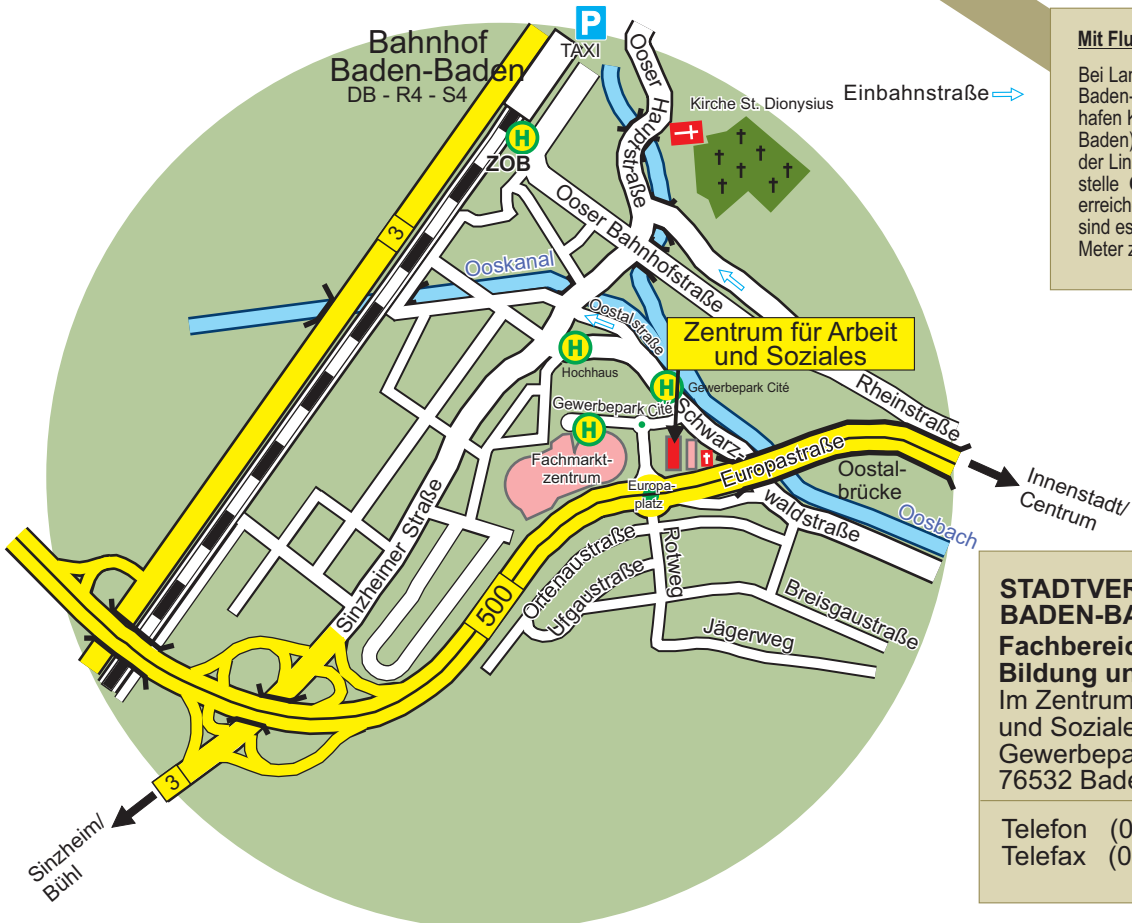 P
TAXI
Bahnhof
Baden-Baden
DB - R4 - S4
H
ZOB
Ooser Hauptstraße
Kirche St. Dionysius
Einbahnstraße
3
Ooskanal
Ooser Bahnhofstraße
Oostalstraße
H
Hochhaus
Zentrum für Arbeit
und Soziales
H
Gewerbepark Cité
Rheinstraße
Gewerbepark Cité
H
Schwarz-
waldstraße
Fachmarkt-
zentrum
Europa-
platz
Europastraße
Oostal-
brücke
Oosbach
Innenstadt/
Centrum
Sinzheimer Straße
500
Ortenaustraße
Ufgaustraße
Rotweg
Breisgaustraße
Jägerweg
3
Sinzheim/
Bühl
Mit Flu
Bei Lan
Baden-
hafen K
Baden)
der Lin
stelle
erreich
sind es
Meter z
STADTVER
BADEN-BA
Fachbereic
Bildung un
Im Zentrum
und Soziale
Gewerbepa
76532 Bade
Telefon (0
Telefax (0